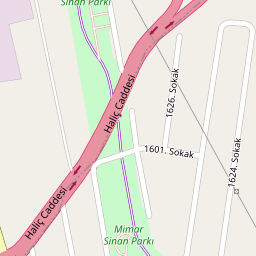 Sinan Parkı
Haliç Caddesi
1626. Sokak
1601. Sokak
1624. Sokak
Haliç Caddesi
Mimar
Sinan Parkı